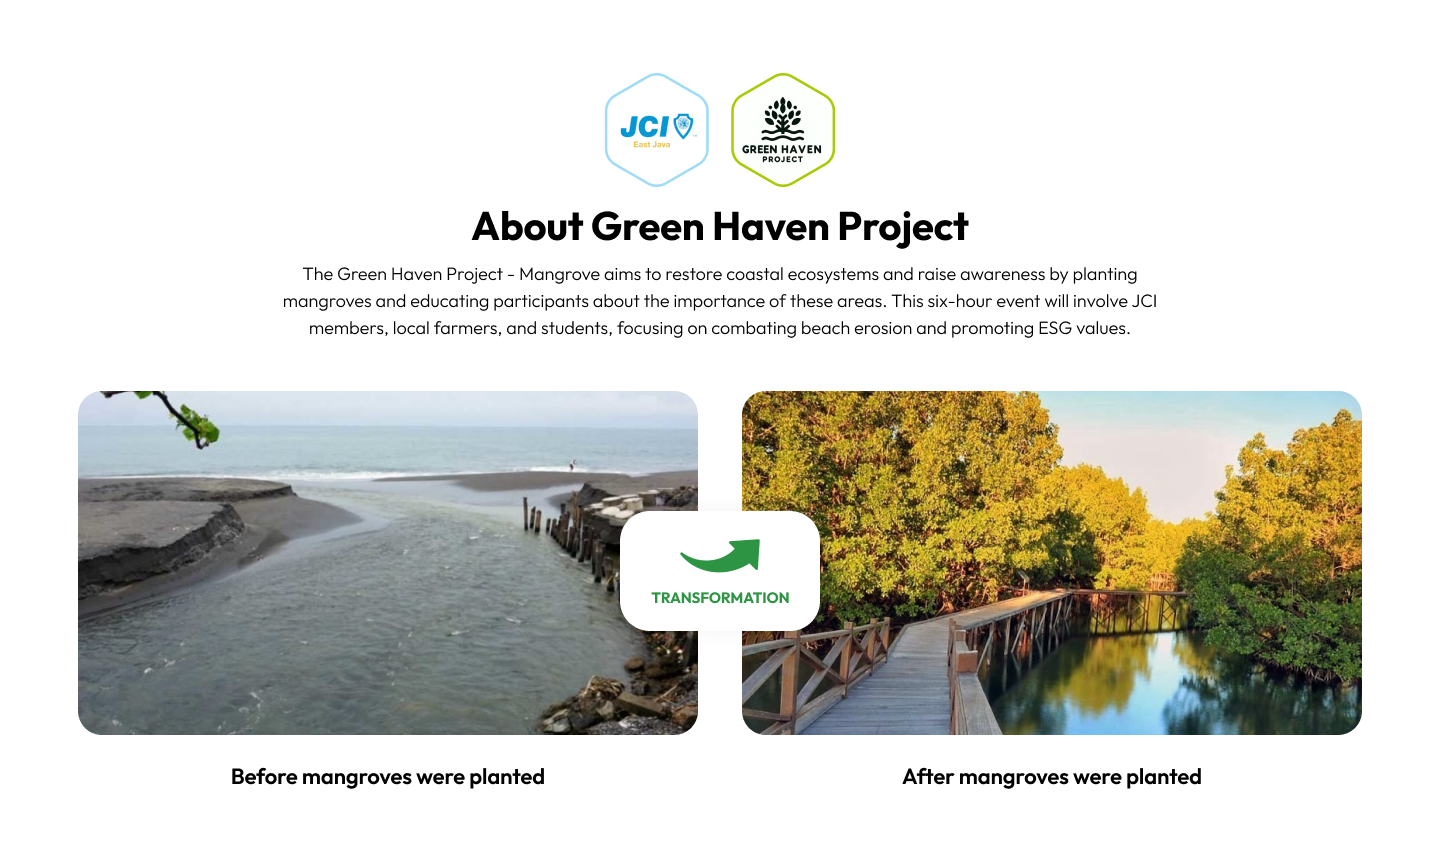 JCI
East Java
GREEN HAVEN
PROJECT
About Green Haven Project
The Green Haven Project - Mangrove aims to restore coastal ecosystems and raise awareness by planting
mangroves and educating participants about the importance of these areas. This six-hour event will involve JCI
members, local farmers, and students, focusing on combating beach erosion and promoting ESG values.
TRANSFORMATION
Before mangroves were planted
After mangroves were planted